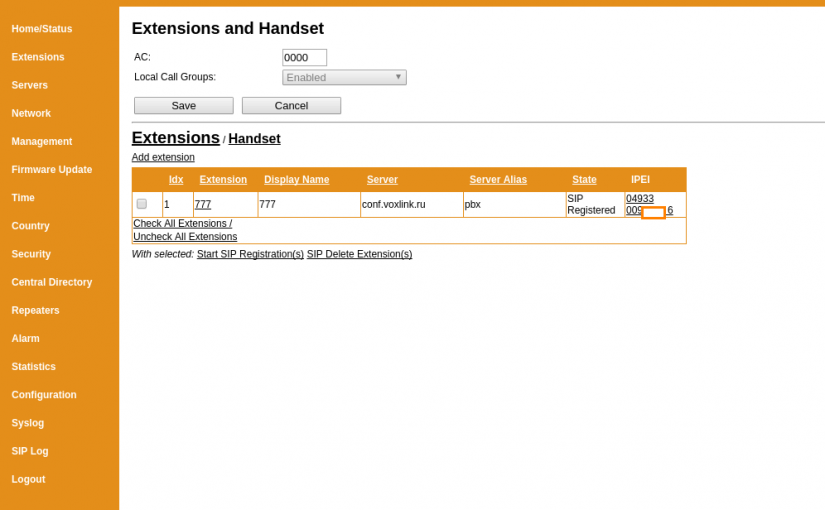 Home/Status
Extensions
Servers
Network
Management
Firmware Update
Time
Country
Security
Central Directory
Repeaters
Alarm
Statistics
Configuration
Syslog
SIP Log
Logout
Extensions and Handset
AC: 0000
Local Call Groups: Enabled
Save Cancel
Extensions / Handset
Add extension
Idx Extension Display Name Server Server Alias State IPEI
1 777 777 conf.voxlink.ru pbx SIP Registered 04933 009 6
Check All Extensions /
Uncheck All Extensions
With selected: Start SIP Registration(s) SIP Delete Extension(s)